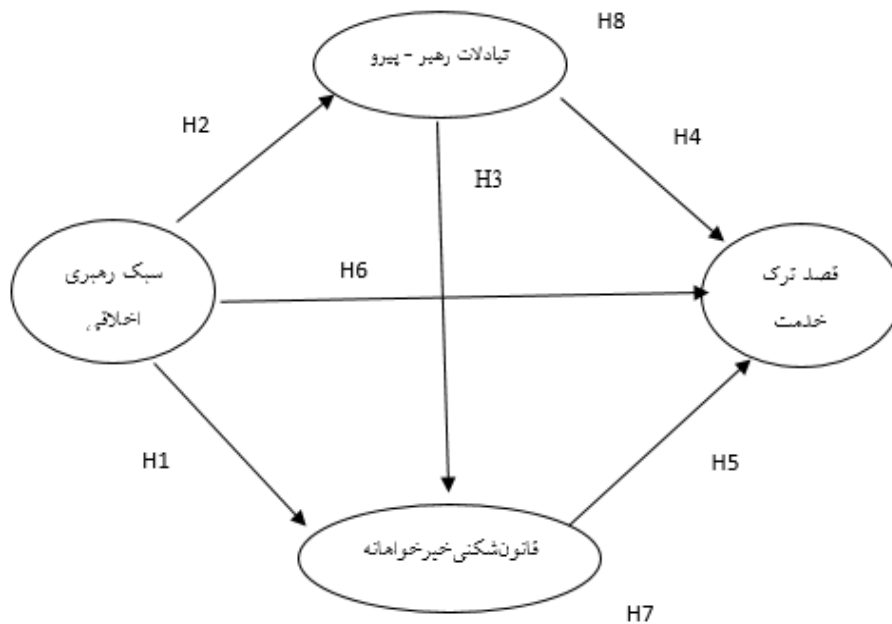 H8
تبادلات رهبر - پیرو
H2
H4
H3
سبک رهبری
اخلاقی
H6
قصد ترک
خدمت
H1
H5
قانون‌شکنی‌خیرخواهانه
H7